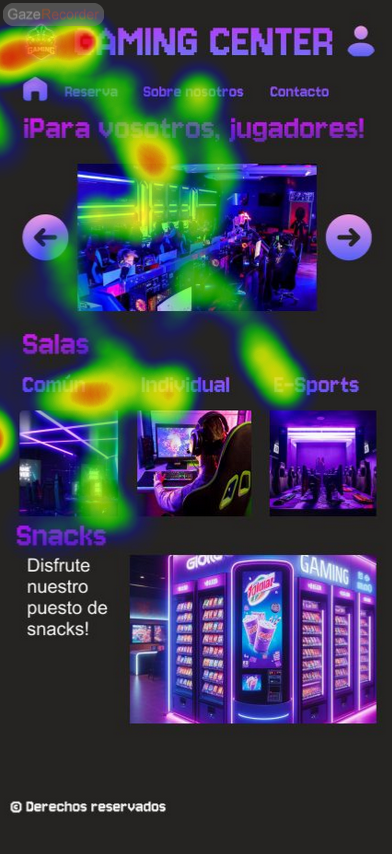 GazeRecorder
GAMING
GAMING CENTER
Reserva
Sobre nosotros
Contacto
¡Para vosotros, jugadores!
Salas
Común
Individual
E-Sports
Snacks
Disfrute
nuestro
puesto de
snacks!
GAMING
© Derechos reservados